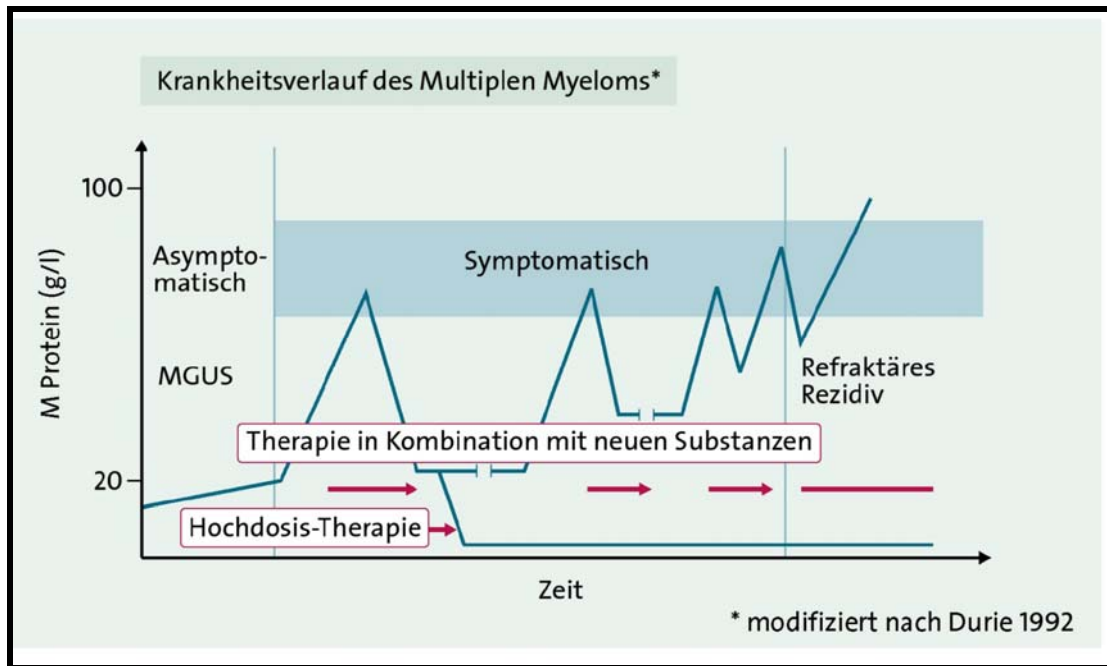 Krankheitsverlauf des Multiplen Myeloms*
100
Asympto-
matisch
Symptomatisch
M Protein (g/l)
MGUS
Refraktäres
Rezidiv
Therapie in Kombination mit neuen Substanzen
20
Hochdosis-Therapie
Zeit
* modifiziert nach Durie 1992